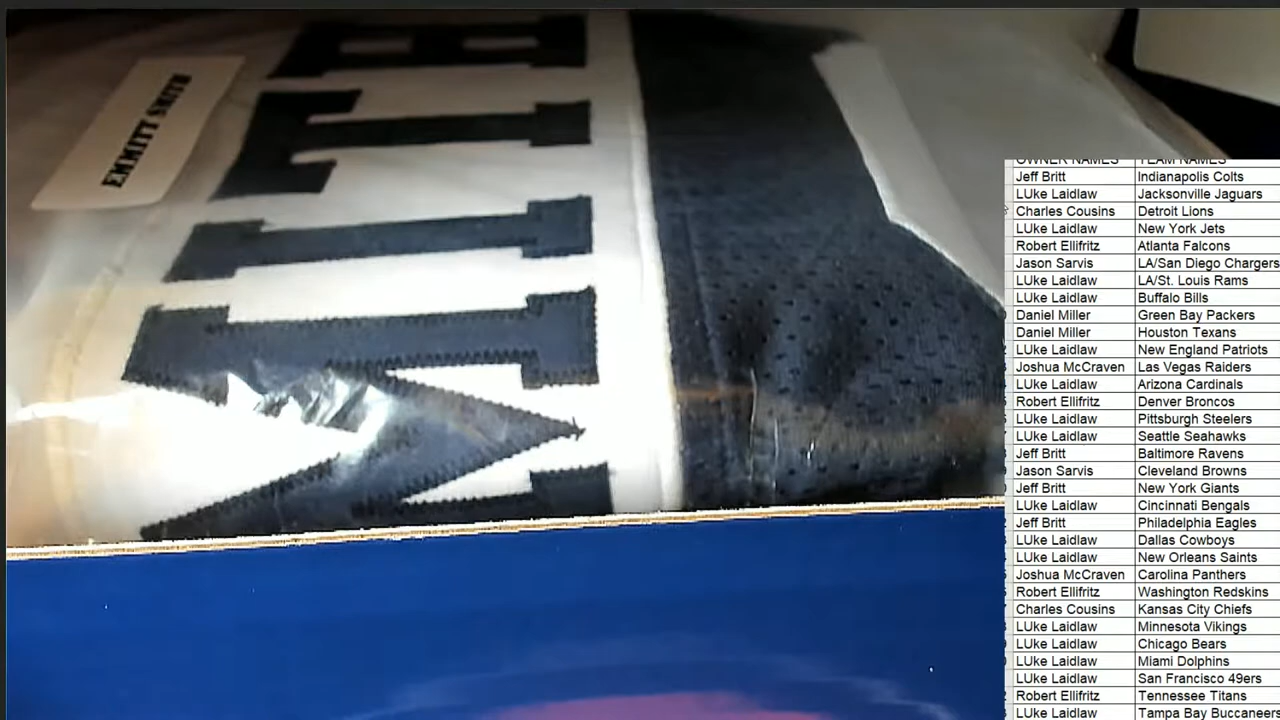 EMMITT SMITH
MITH
OWNER NAMES TEAM NAMES
Jeff Britt Indianapolis Colts
LUke Laidlaw Jacksonville Jaguars
Charles Cousins Detroit Lions
LUke Laidlaw New York Jets
Robert Ellifritz Atlanta Falcons
Jason Sarvis LA/San Diego Chargers
LUke Laidlaw LA/St. Louis Rams
LUke Laidlaw Buffalo Bills
Daniel Miller Green Bay Packers
Daniel Miller Houston Texans
LUke Laidlaw New England Patriots
Joshua McCraven Las Vegas Raiders
LUke Laidlaw Arizona Cardinals
Robert Ellifritz Denver Broncos
LUke Laidlaw Pittsburgh Steelers
LUke Laidlaw Seattle Seahawks
Jeff Britt Baltimore Ravens
Jason Sarvis Cleveland Browns
Jeff Britt New York Giants
LUke Laidlaw Cincinnati Bengals
Jeff Britt Philadelphia Eagles
LUke Laidlaw Dallas Cowboys
LUke Laidlaw New Orleans Saints
Joshua McCraven Carolina Panthers
Robert Ellifritz Washington Redskins
Charles Cousins Kansas City Chiefs
LUke Laidlaw Minnesota Vikings
LUke Laidlaw Chicago Bears
LUke Laidlaw Miami Dolphins
LUke Laidlaw San Francisco 49ers
Robert Ellifritz Tennessee Titans
LUke Laidlaw Tampa Bay Buccaneers